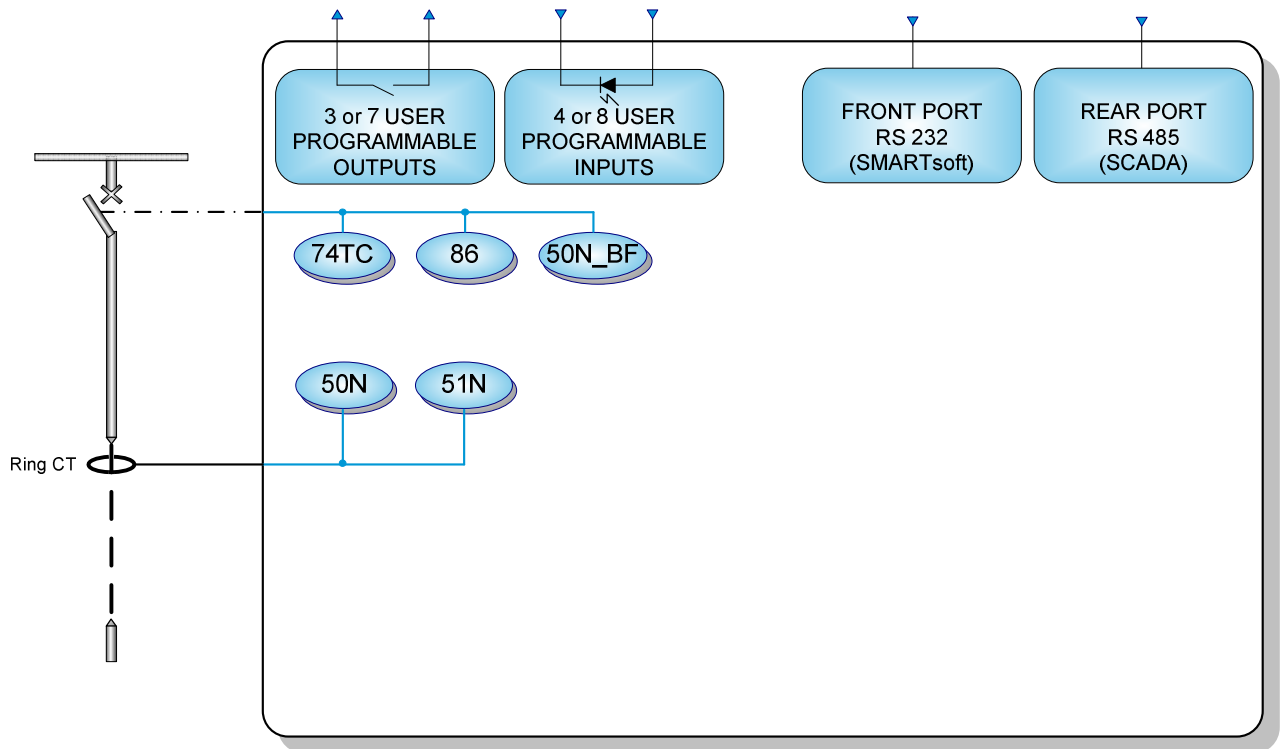 3 or 7 USER
PROGRAMMABLE
OUTPUTS
4 or 8 USER
PROGRAMMABLE
INPUTS
FRONT PORT
RS 232
(SMARTsoft)
REAR PORT
RS 485
(SCADA)
74TC
86
50N_BF
50N
51N
Ring CT